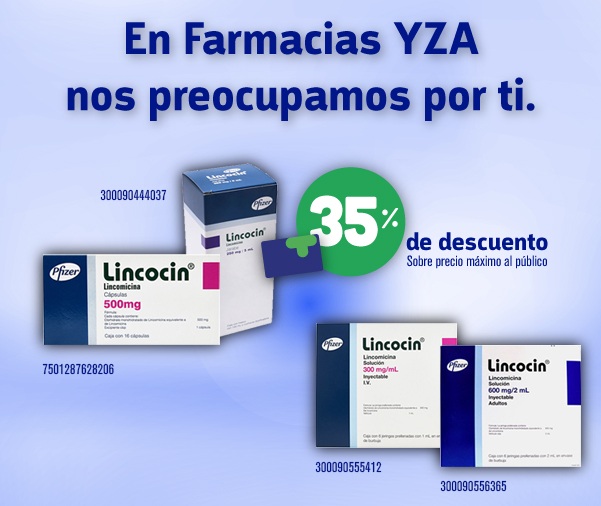 En Farmacias YZA
nos preocupamos por ti.
300090444037
Pfizer
Lincocin®
Lincomicina
35%
de descuento
Sobre precio máximo al público
Pfizer
Lincocin®
Lincomicina
Cápsulas
500mg
Fórmula
Caja con 16 cápsulas
7501287628206
Pfizer
Lincocin®
Lincomicina
Solución
300 mg/mL
Inyectable
I.V.
300090555412
Pfizer
Lincocin®
Lincomicina
Solución
600 mg/2 mL
Inyectable
Adultos
300090556365